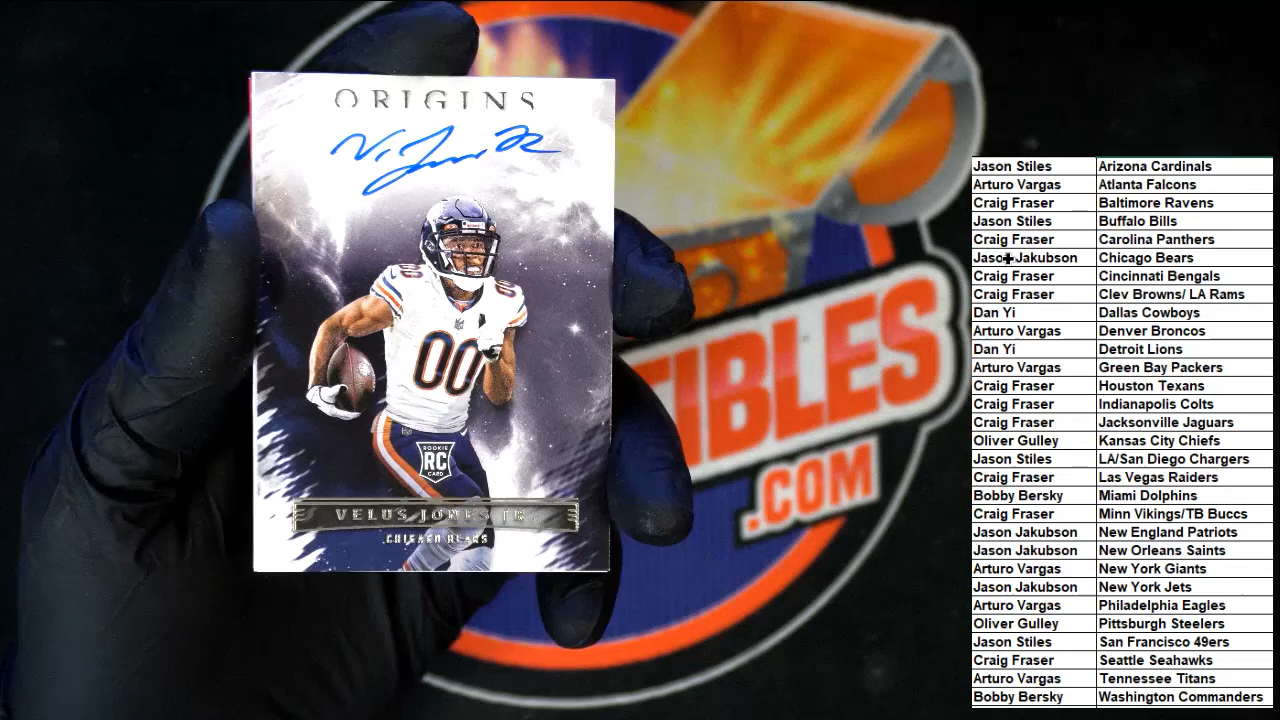 ORIGINS
00
00
00
ROOKIE
RC
CARD
VELUS JONES JR.
CHICAGO BEARS
TIBLES
.COM
Jason Stiles Arizona Cardinals
Arturo Vargas Atlanta Falcons
Craig Fraser Baltimore Ravens
Jason Stiles Buffalo Bills
Craig Fraser Carolina Panthers
Jason Jakubson Chicago Bears
Craig Fraser Cincinnati Bengals
Craig Fraser Clev Browns/ LA Rams
Dan Yi Dallas Cowboys
Arturo Vargas Denver Broncos
Dan Yi Detroit Lions
Arturo Vargas Green Bay Packers
Craig Fraser Houston Texans
Craig Fraser Indianapolis Colts
Craig Fraser Jacksonville Jaguars
Oliver Gulley Kansas City Chiefs
Jason Stiles LA/San Diego Chargers
Craig Fraser Las Vegas Raiders
Bobby Bersky Miami Dolphins
Craig Fraser Minn Vikings/TB Buccs
Jason Jakubson New England Patriots
Jason Jakubson New Orleans Saints
Arturo Vargas New York Giants
Jason Jakubson New York Jets
Arturo Vargas Philadelphia Eagles
Oliver Gulley Pittsburgh Steelers
Jason Stiles San Francisco 49ers
Craig Fraser Seattle Seahawks
Arturo Vargas Tennessee Titans
Bobby Bersky Washington Commanders